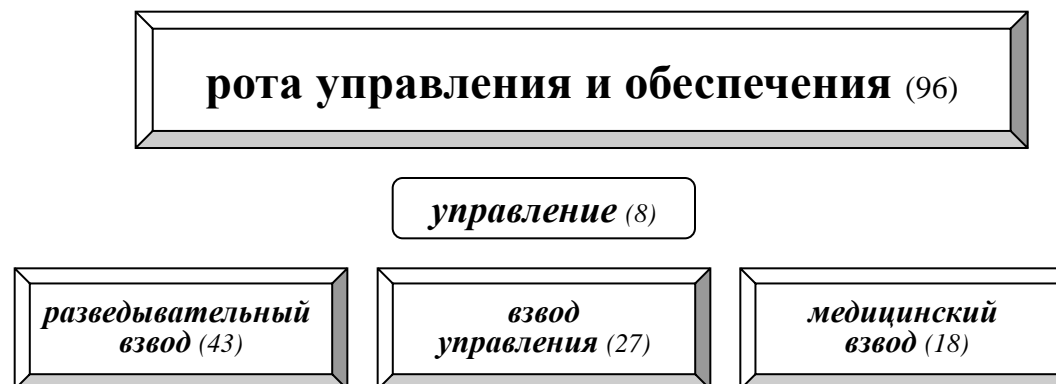 рота управления и обеспечения (96)
управление (8)
разведывательный
взвод (43)
взвод
управления (27)
медицинский
взвод (18)